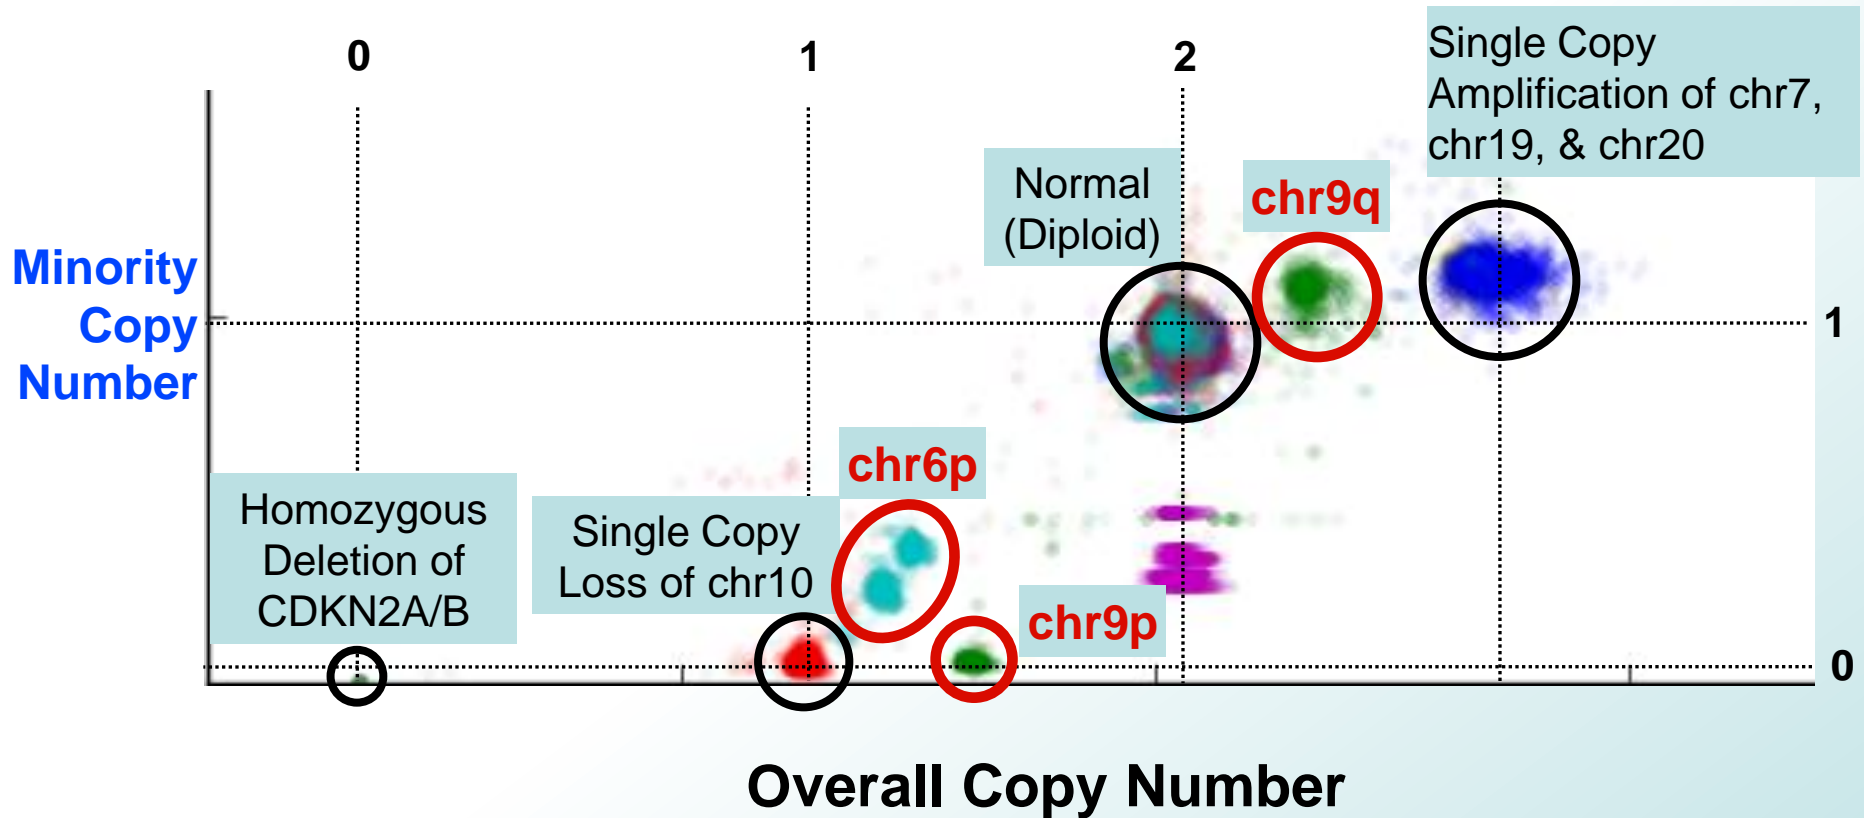 0
1
2
Single Copy
Amplification of chr7,
chr19, & chr20
Normal
(Diploid)
chr9q
Minority
Copy
Number
1
chr6p
Homozygous
Deletion of
CDKN2A/B
Single Copy
Loss of chr10
chr9p
0
Overall Copy Number